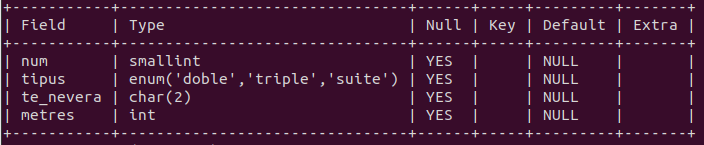 +-----------+-------------------------------+------+-----+---------+-------+
| Field     | Type                          | Null | Key | Default | Extra |
+-----------+-------------------------------+------+-----+---------+-------+
| num       | smallint                      | YES  |     | NULL    |       |
| tipus     | enum('doble','triple','suite') | YES  |     | NULL    |       |
| te_nevera | char(2)                       | YES  |     | NULL    |       |
| metres    | int                           | YES  |     | NULL    |       |
+-----------+-------------------------------+------+-----+---------+-------+